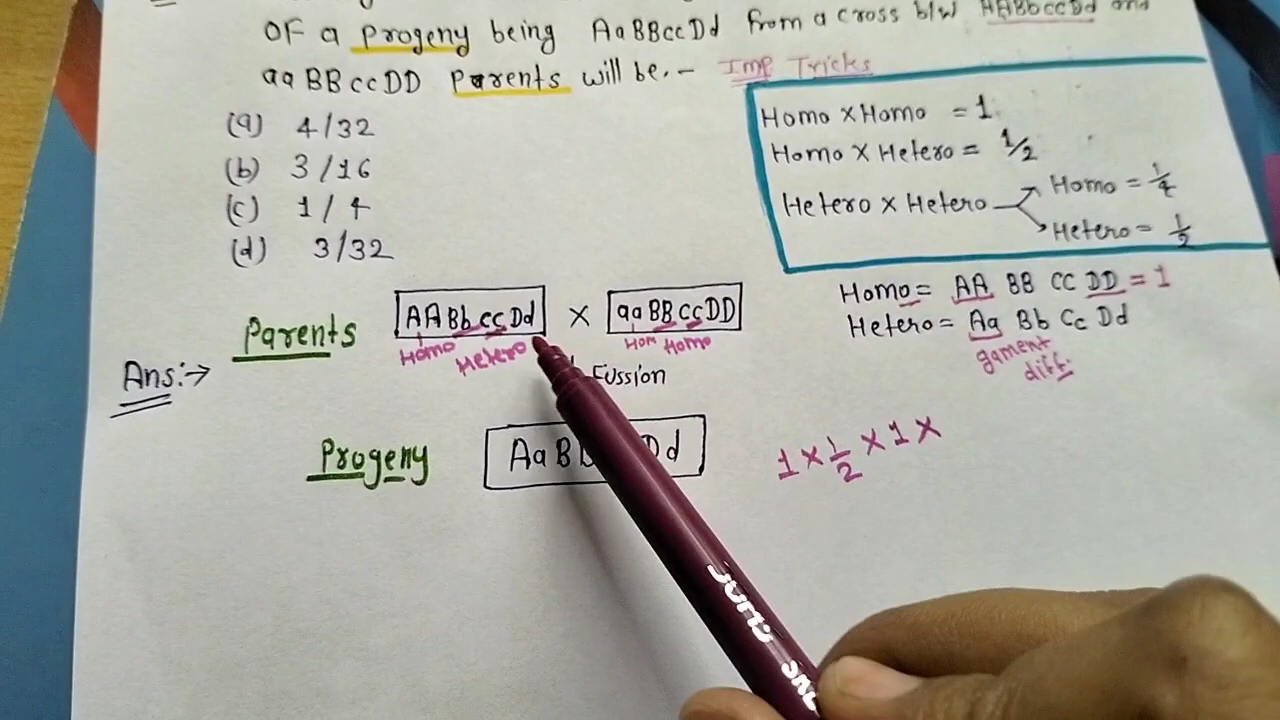 OF a Progeny being AaBBccDd from a cross b/w AABbccDd and
aaBBccDD Parents will be.- Imp Tricks
(a) 4/32
(b) 3/16
(c) 1/4
(d) 3/32
Homo x Homo = 1
Homo x Hetero = 1/2
Hetero x Hetero Homo = 1/4
Hetero = 1/2
Homo = AA BB CC DD = 1
Hetero = Aa Bb Cc Dd
gament
diff.
Parents AABbccDd x aaBBccDD
Homo Hetero Hom Homo
Ans:→
Fussion
Progeny AaB Dd
1 x 1/2 x 1 x